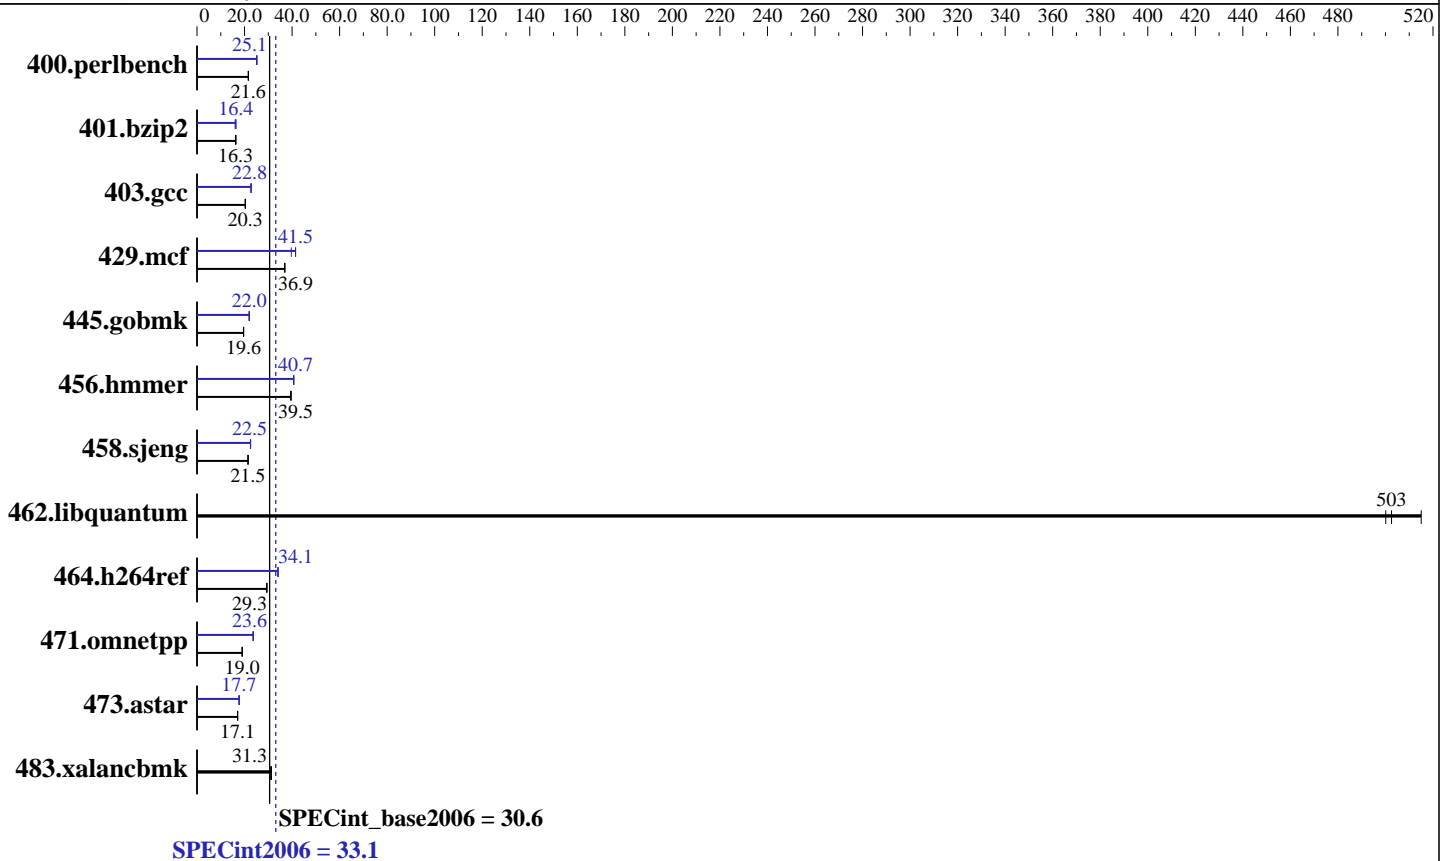 0 20.0 40.0 60.0 80.0 100 120 140 160 180 200 220 240 260 280 300 320 340 360 380 400 420 440 460 480 520
25.1
400.perlbench
21.6
16.4
401.bzip2
16.3
22.8
403.gcc
20.3
41.5
429.mcf
36.9
22.0
445.gobmk
19.6
40.7
456.hmmer
39.5
22.5
458.sjeng
21.5
503
462.libquantum
34.1
464.h264ref
29.3
23.6
471.omnetpp
19.0
17.7
473.astar
17.1
31.3
483.xalancbmk
SPECint_base2006 = 30.6
SPECint2006 = 33.1